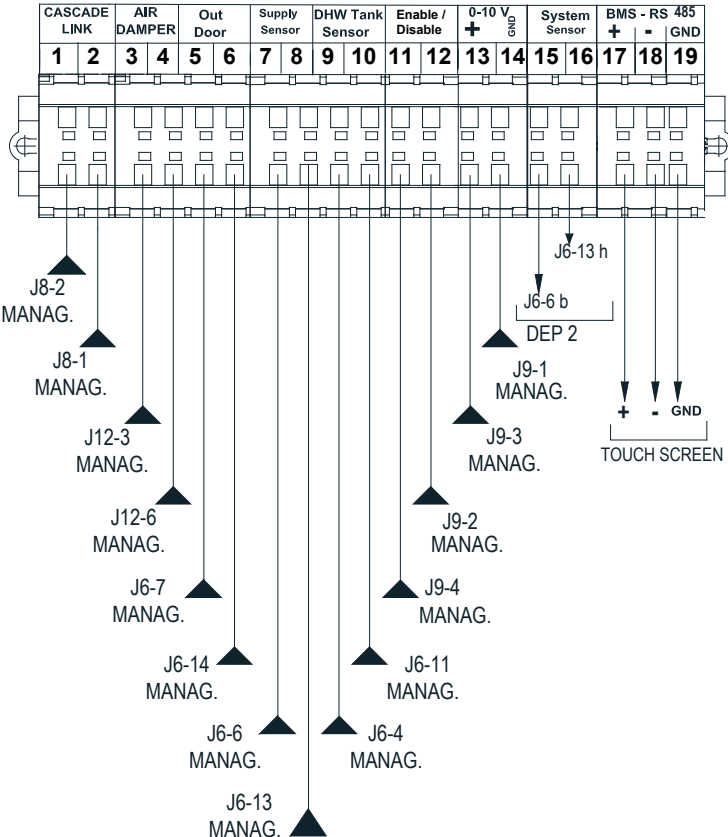 CASCADE LINK
AIR DAMPER
Out Door
Supply Sensor
DHW Tank Sensor
Enable / Disable
0-10 V + GND
System Sensor
BMS - RS 485
+ - GND
1 2 3 4 5 6 7 8 9 10 11 12 13 14 15 16 17 18 19
J6-13 h
J8-2
MANAG.
J6-6 b
DEP 2
J8-1
MANAG.
J9-1
MANAG.
+ - GND
TOUCH SCREEN
J12-3
MANAG.
J9-3
MANAG.
J12-6
MANAG.
J9-2
MANAG.
J6-7
MANAG.
J9-4
MANAG.
J6-14
MANAG.
J6-11
MANAG.
J6-6
MANAG.
J6-4
MANAG.
J6-13
MANAG.